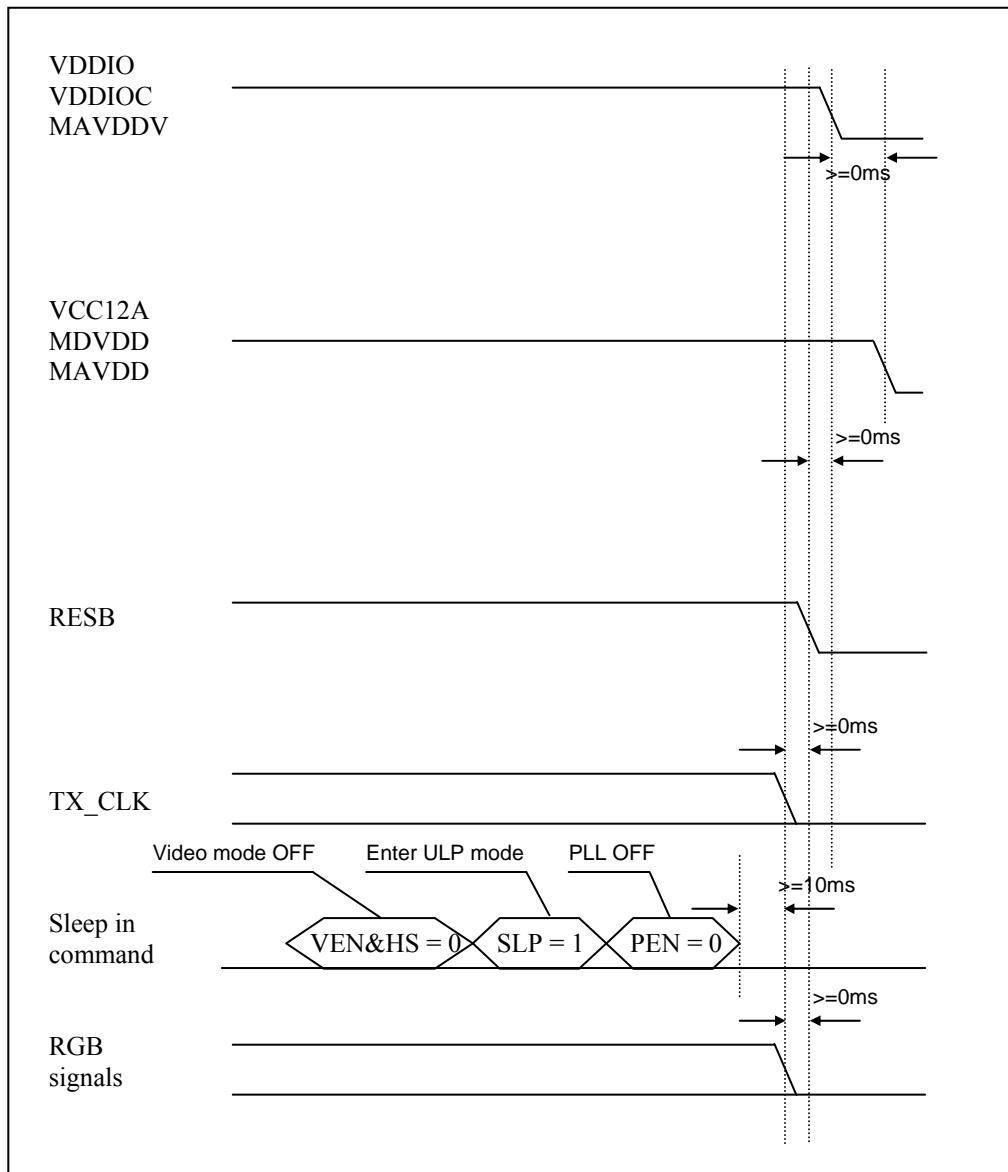 VDDIO
VDDIOC
MAVDDV
>=0ms
VCC12A
MDVDD
MAVDD
>=0ms
RESB
>=0ms
TX_CLK
Video mode OFF
Enter ULP mode
PLL OFF
>=10ms
Sleep in
command
VEN&HS = 0
SLP = 1
PEN = 0
>=0ms
RGB
signals